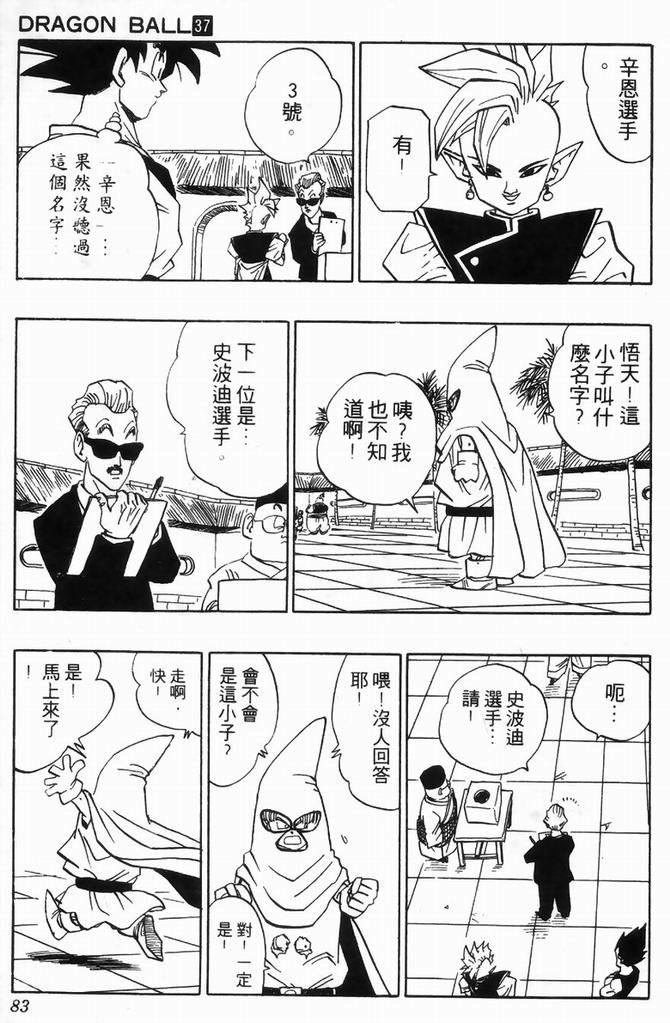 DRAGON BALL 37
辛恩選手
。
有！
3號。
…辛恩…
果然沒聽過
這個名字…
悟天！這
小子叫什
麼名字？
咦？我
也不知
道啊！
下一位是…
史波迪選手
呃…
史波迪
選手…
請！
喂！沒人回答
耶！
會不會
是這小子？
對！一定
是！
走啊，
快！
是！
馬上來了
！
83